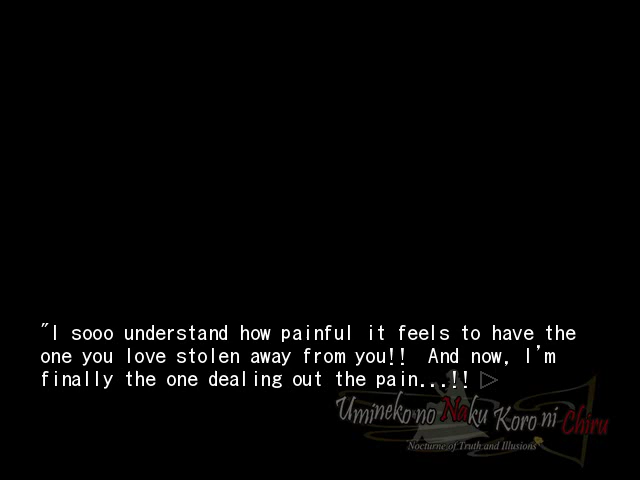 "I sooo understand how painful it feels to have the
one you love stolen away from you!!  And now, I'm
finally the one dealing out the pain...!! ▷
Umineko no Naku Koro ni Chiru
Nocturne of Truth and Illusions